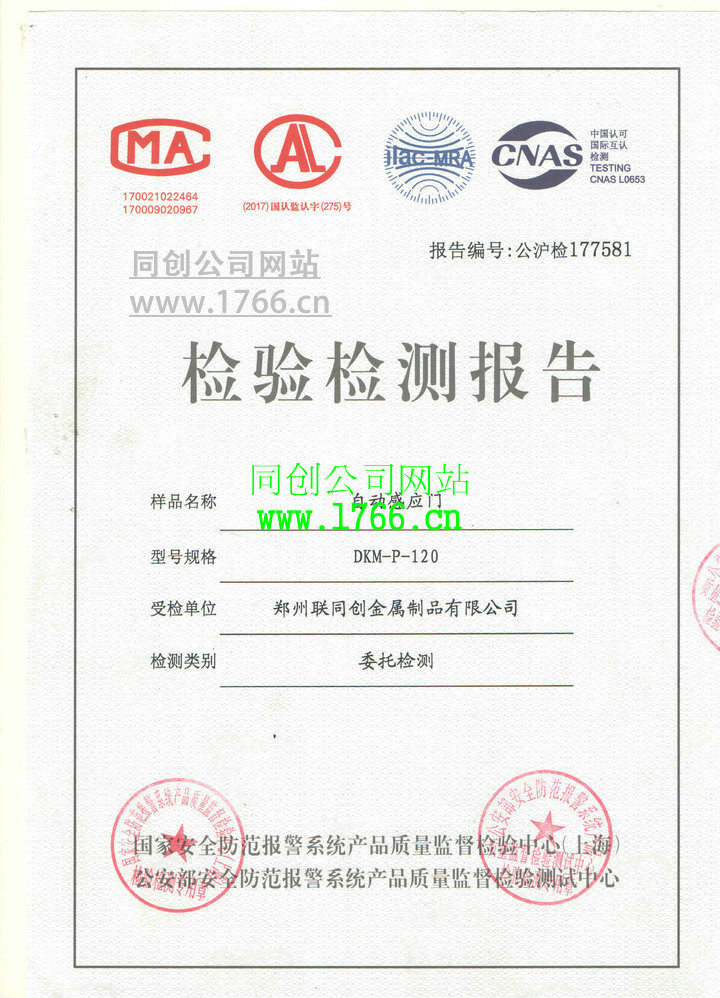 MA
170021022464
170009020967
CAL
(2017)国认监认字(275)号
ilac-MRA
CNAS
中国认可
国际互认
检测
TESTING
CNAS L0653
报告编号:公沪检177581
同创公司网站
www.1766.cn
检验检测报告
同创公司网站
样品名称 自动感应门
www.1766.cn
型号规格 DKM-P-120
受检单位 郑州联同创金属制品有限公司
检测类别 委托检测
国家安全防范报警系统产品质量监督检验中心(上海)
公安部安全防范报警系统产品质量监督检验测试中心